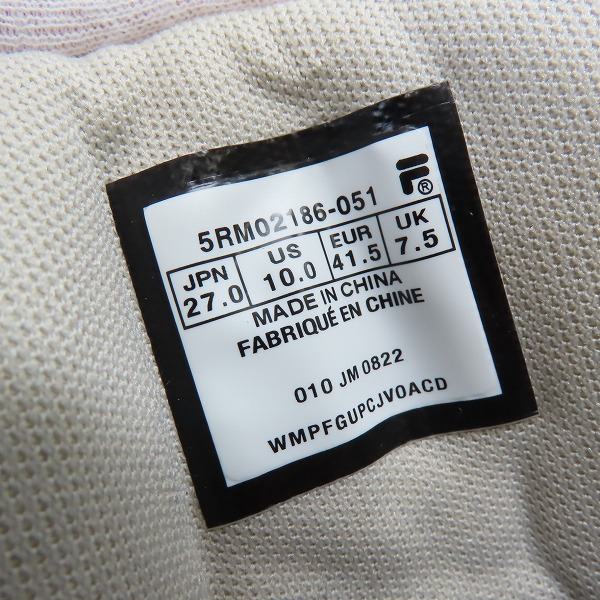 F®
5RM02186-051
JPN US EUR UK
27.0 10.0 41.5 7.5
MADE IN CHINA
FABRIQUÉ EN CHINE
010 JM 0822
WMPFGUPCJVOACD